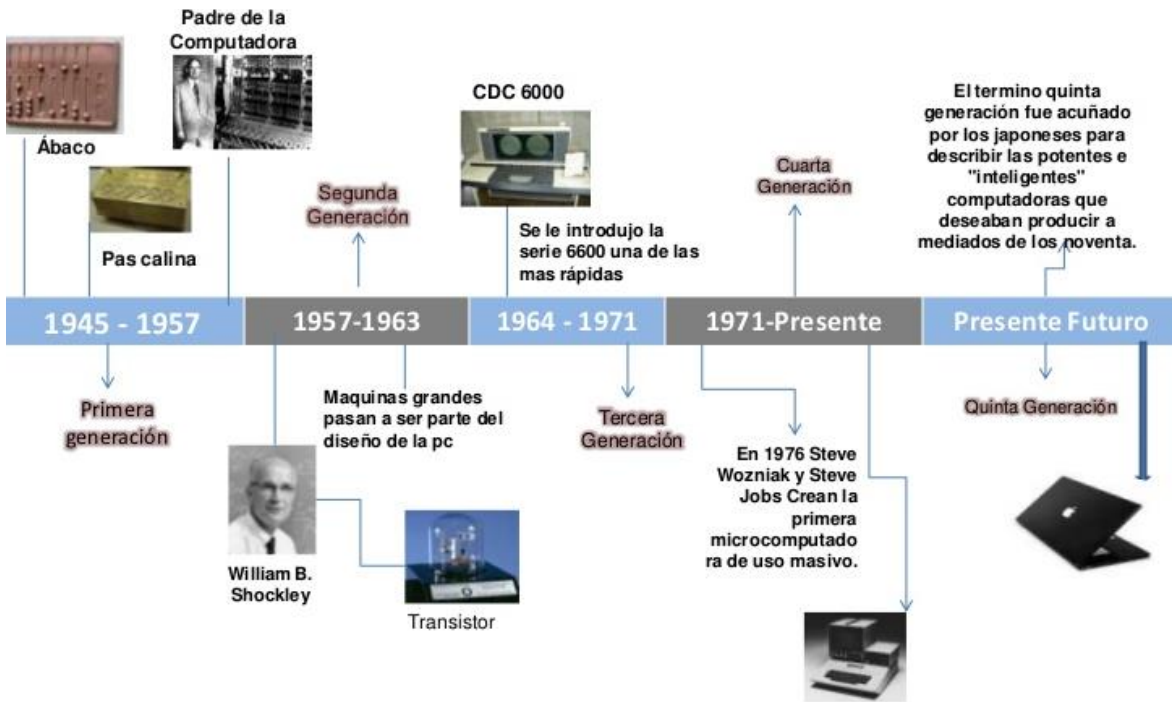 Padre de la
Computadora
Ábaco
Pas calina
Segunda
Generación
CDC 6000
Se le introdujo la
serie 6600 una de las
mas rápidas
Cuarta
Generación
El termino quinta
generación fue acuñado
por los japoneses para
describir las potentes e
"inteligentes"
computadoras que
deseaban producir a
mediados de los noventa.
1945 - 1957
1957-1963
1964 - 1971
1971-Presente
Presente Futuro
Primera
generación
Maquinas grandes
pasan a ser parte del
diseño de la pc
William B.
Shockley
Transistor
Tercera
Generación
En 1976 Steve
Wozniak y Steve
Jobs Crean la
primera
microcomputado
ra de uso masivo.
Quinta Generación